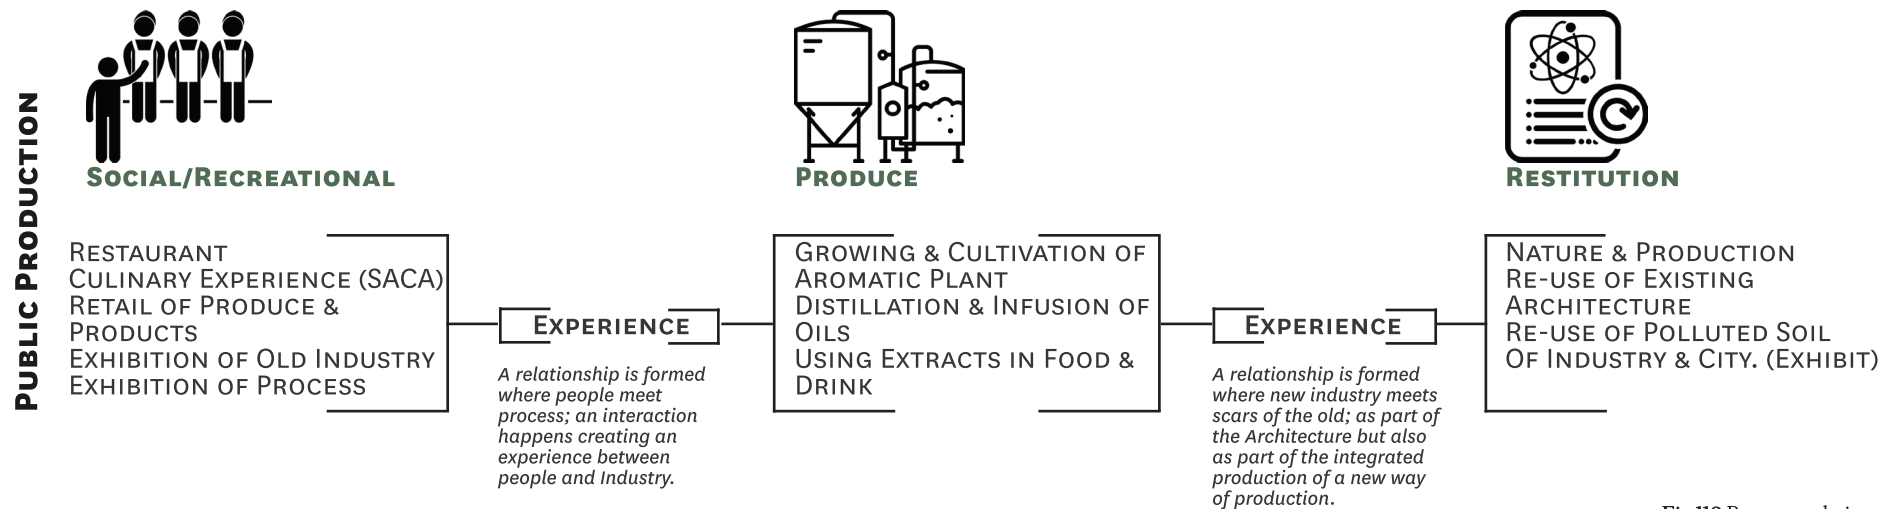 PUBLIC PRODUCTION
SOCIAL/RECREATIONAL
RESTAURANT
CULINARY EXPERIENCE (SACA)
RETAIL OF PRODUCE &
PRODUCTS
EXHIBITION OF OLD INDUSTRY
EXHIBITION OF PROCESS
EXPERIENCE
A relationship is formed
where people meet
process; an interaction
happens creating an
experience between
people and Industry.
PRODUCE
GROWING & CULTIVATION OF
AROMATIC PLANT
DISTILLATION & INFUSION OF
OILS
USING EXTRACTS IN FOOD &
DRINK
EXPERIENCE
A relationship is formed
where new industry meets
scars of the old; as part of
the Architecture but also
as part of the integrated
production of a new way
of production.
RESTITUTION
NATURE & PRODUCTION
RE-USE OF EXISTING
ARCHITECTURE
RE-USE OF POLLUTED SOIL
OF INDUSTRY & CITY. (EXHIBIT)